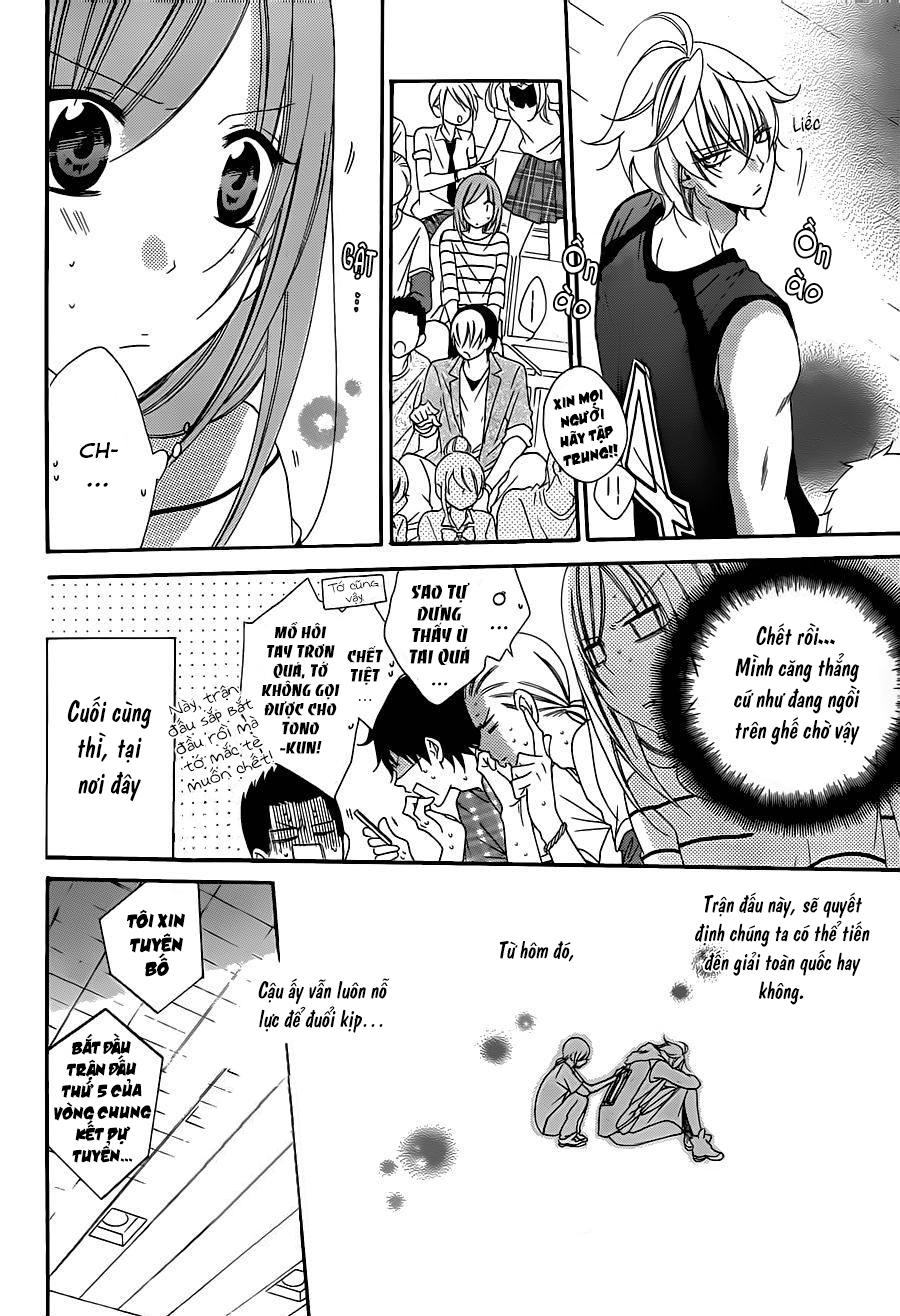 Liếc
Ồn
ào
Ồn
ào
XIN MỌI
NGƯỜI
HÃY TẬP
TRUNG!!
GẬT
...
CH-
...
Chết rồi...
Mình căng thẳng
cứ như đang ngồi
trên ghế chờ vậy
SAO TỰ
DƯNG
THẤY Ù
TAI QUÁ
...
Tớ cũng
vậy
CHẾT
TIỆT
MỒ HÔI
TAY TRƠN
QUÁ, TỚ
KHÔNG GỌI
ĐƯỢC CHO
TONO
-KUN!
Này, trận
đấu sắp bắt
đầu rồi mà
tớ mắc tè
muốn chết!
Cuối cùng
thì, tại
nơi đây
Trận đấu này, sẽ quyết
định chúng ta có thể tiến
đến giải toàn quốc hay
không.
Từ hôm đó,
Cậu ấy vẫn luôn nỗ
lực để đuổi kịp...
TÔI XIN
TUYÊN
BỐ
BẮT ĐẦU
TRẬN ĐẤU
THỨ 5 CỦA
VÒNG CHUNG
KẾT DỰ
TUYỂN...